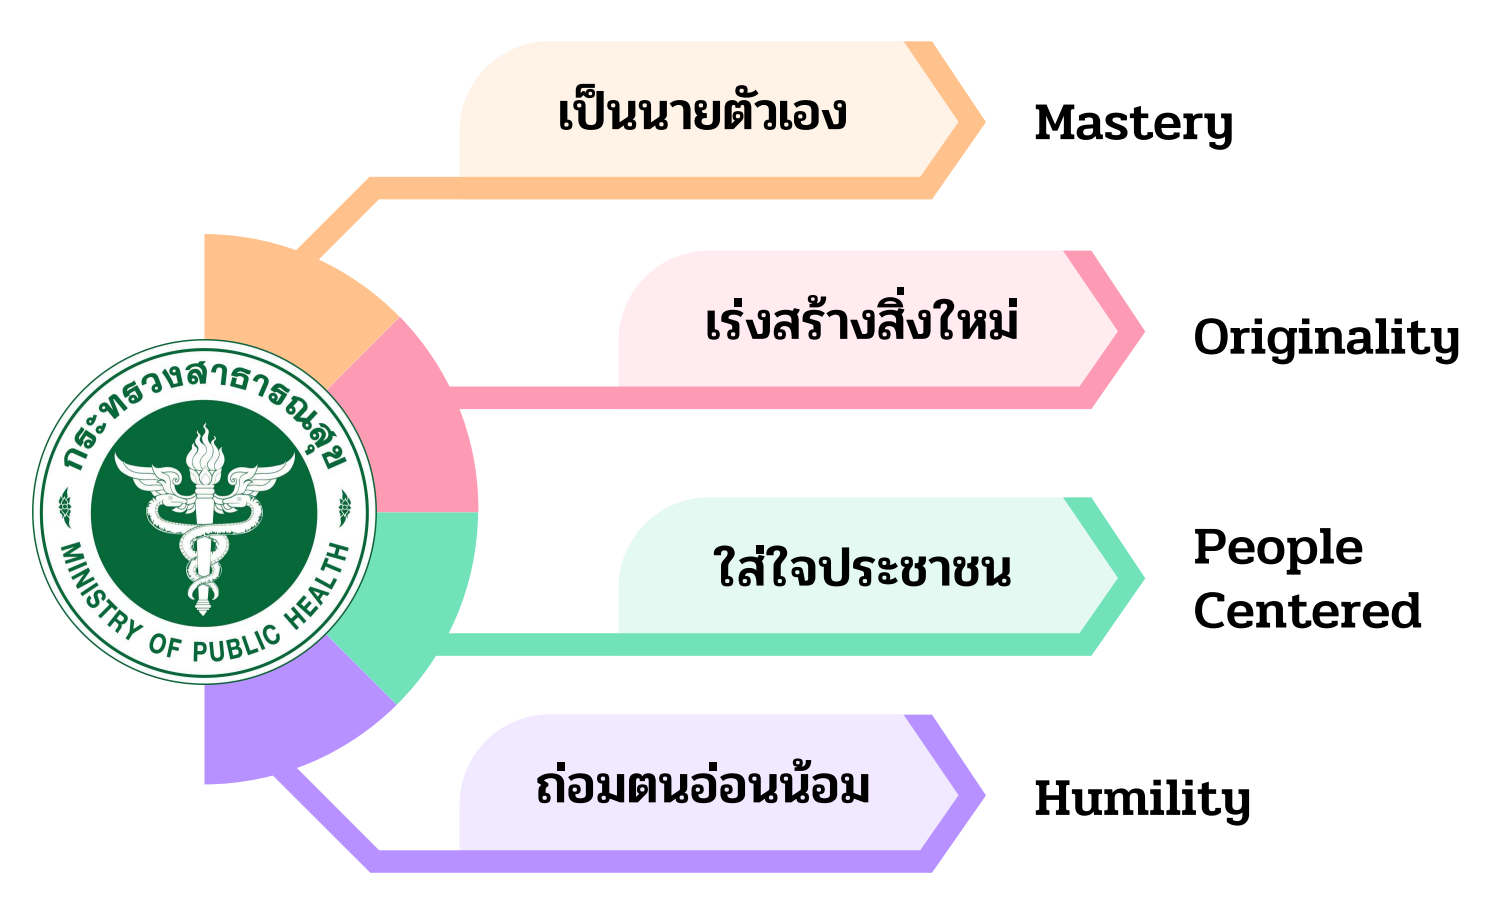 เป็นนายตัวเอง
Mastery
เร่งสร้างสิ่งใหม่
Originality
กระทรวงสาธารณสุข
MINISTRY OF PUBLIC HEALTH
ใส่ใจประชาชน
People
Centered
ถ่อมตนอ่อนน้อม
Humility